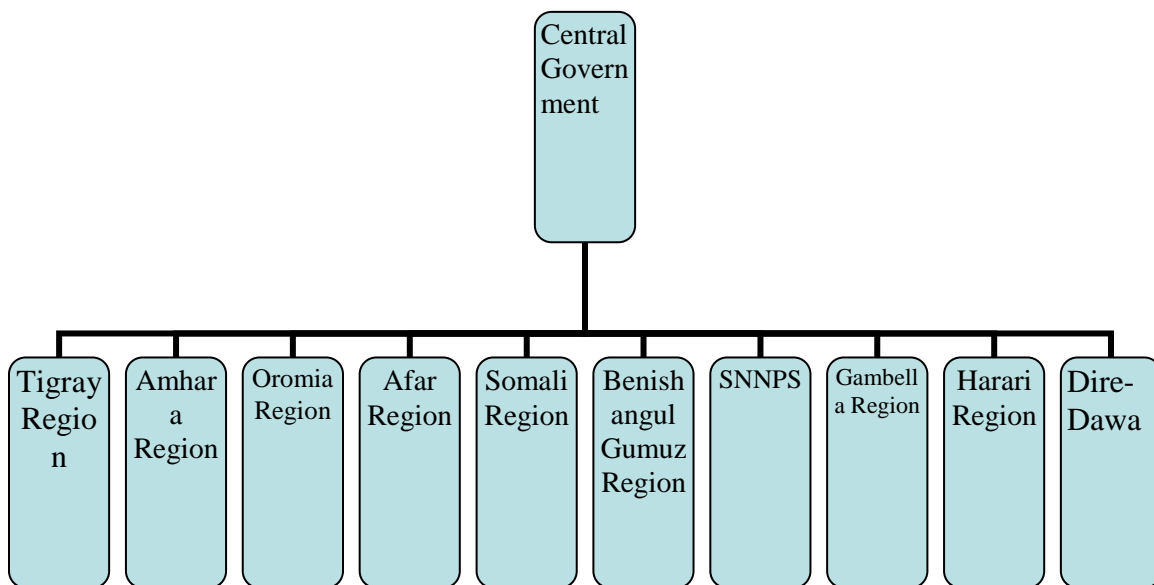 Central
Govern
ment
Tigray
Regio
n
Amhar
a
Region
Oromia
Region
Afar
Region
Somali
Region
Benish
angul
Gumuz
Region
SNNPS
Gambell
a Region
Harari
Region
Dire-
Dawa